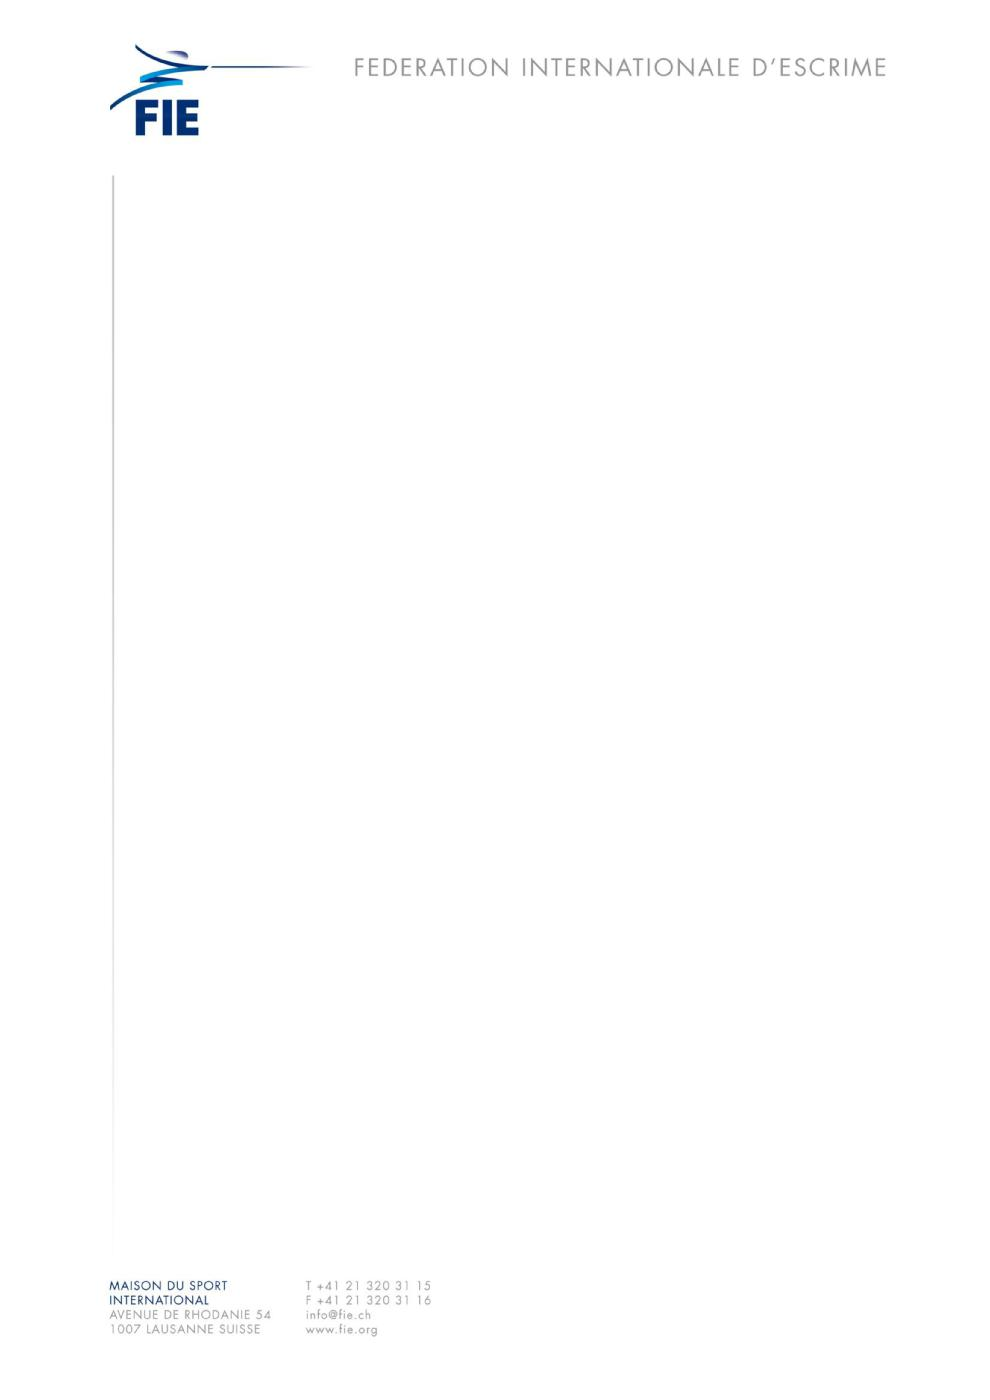 FEDERATION INTERNATIONALE D'ESCRIME
FIE
MAISON DU SPORT
INTERNATIONAL
AVENUE DE RHODANIE 54
1007 LAUSANNE SUISSE
T +41 21 320 31 15
F +41 21 320 31 16
info@fie.ch
www.fie.org